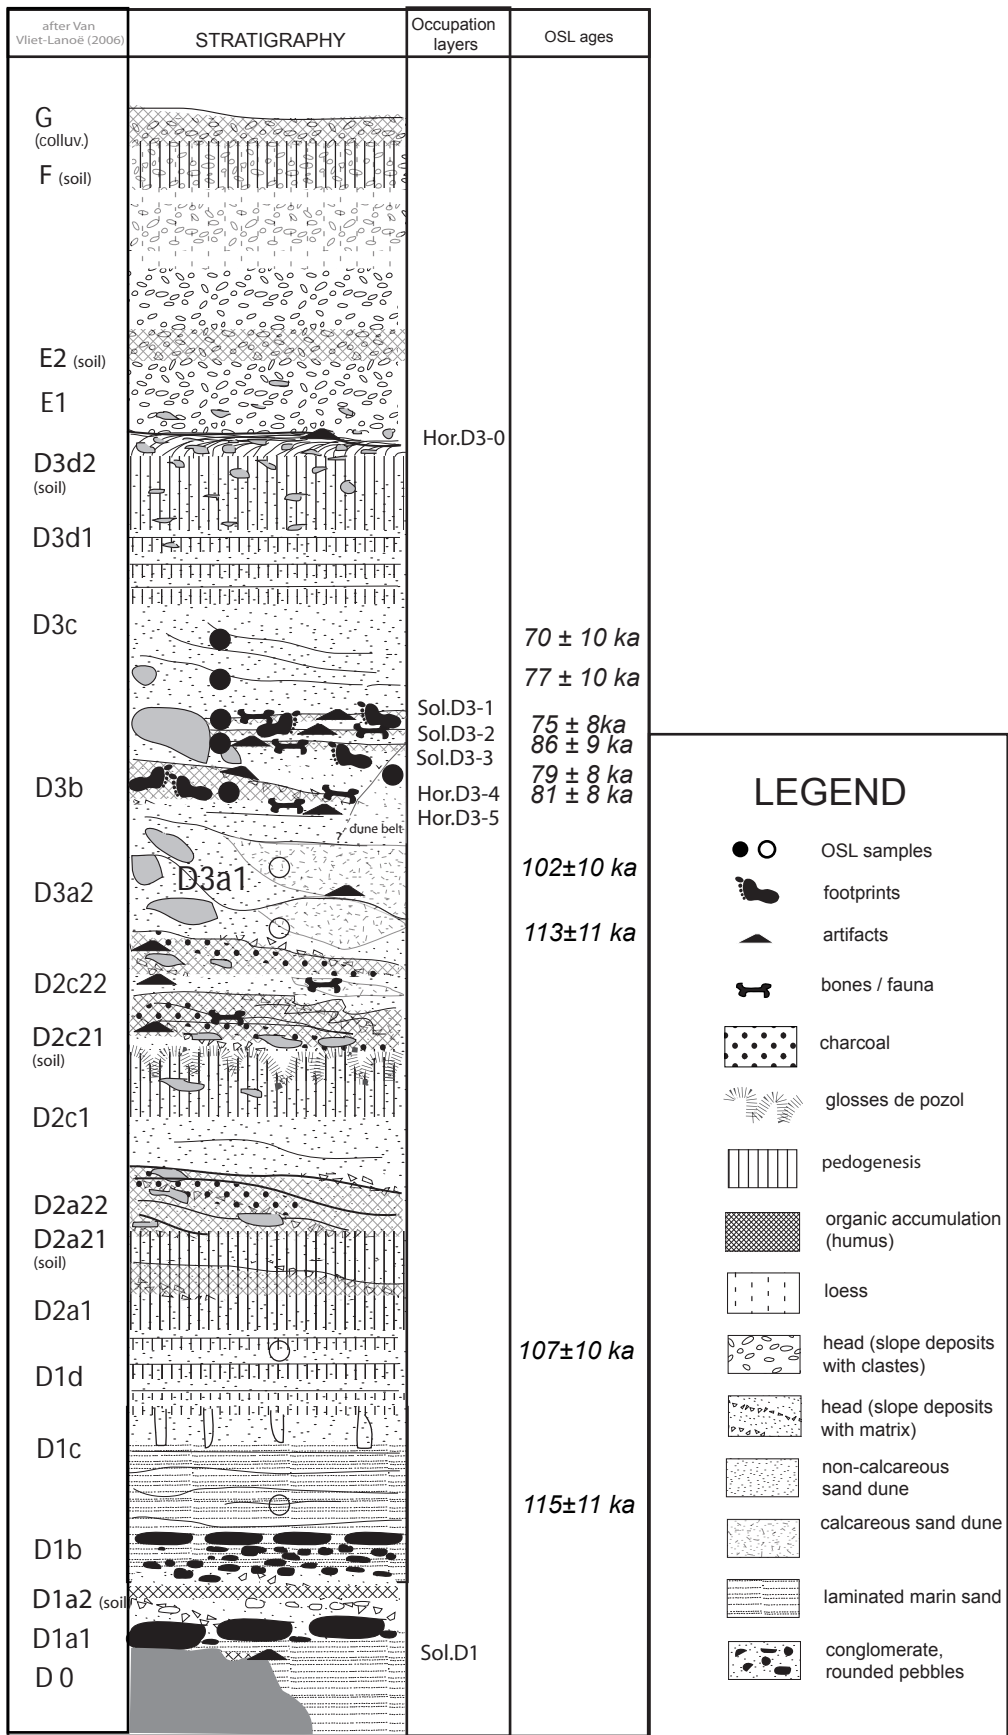 after Van
Vliet-Lanoë (2006)
STRATIGRAPHY
Occupation
layers
OSL ages
G
(colluv.)
F (soil)
E2 (soil)
E1
Hor.D3-0
D3d2
(soil)
D3d1
D3c
70 ± 10 ka
77 ± 10 ka
Sol.D3-1
75 ± 8ka
Sol.D3-2
86 ± 9 ka
Sol.D3-3
79 ± 8 ka
D3b
Hor.D3-4
81 ± 8 ka
Hor.D3-5
? dune belt
102±10 ka
D3a1
D3a2
113±11 ka
D2c22
D2c21
(soil)
D2c1
D2a22
D2a21
(soil)
D2a1
107±10 ka
D1d
D1c
115±11 ka
D1b
D1a2 (soil)
D1a1
Sol.D1
D 0
LEGEND
OSL samples
footprints
artifacts
bones / fauna
charcoal
glosses de pozol
pedogenesis
organic accumulation
(humus)
loess
head (slope deposits
with clastes)
head (slope deposits
with matrix)
non-calcareous
sand dune
calcareous sand dune
laminated marin sand
conglomerate,
rounded pebbles